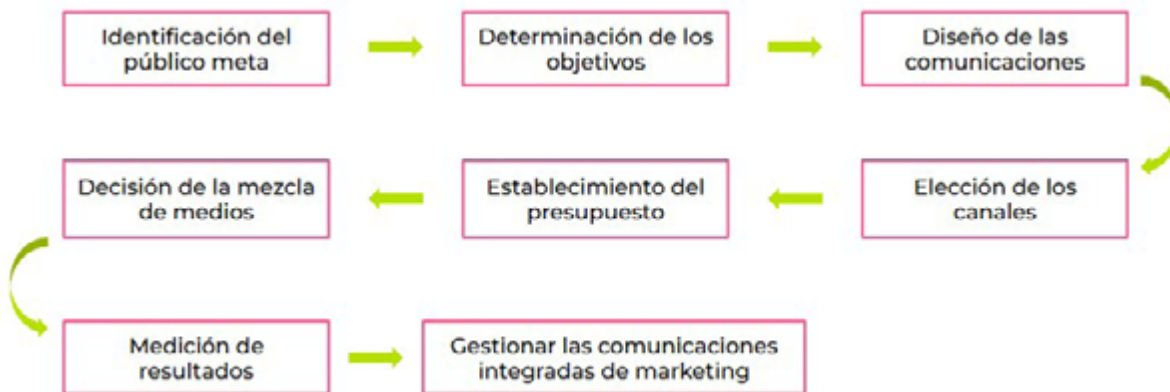 Identificación del
público meta
Determinación de los
objetivos
Diseño de las
comunicaciones
Elección de los
canales
Establecimiento del
presupuesto
Decisión de la mezcla
de medios
Medición de
resultados
Gestionar las comunicaciones
integradas de marketing